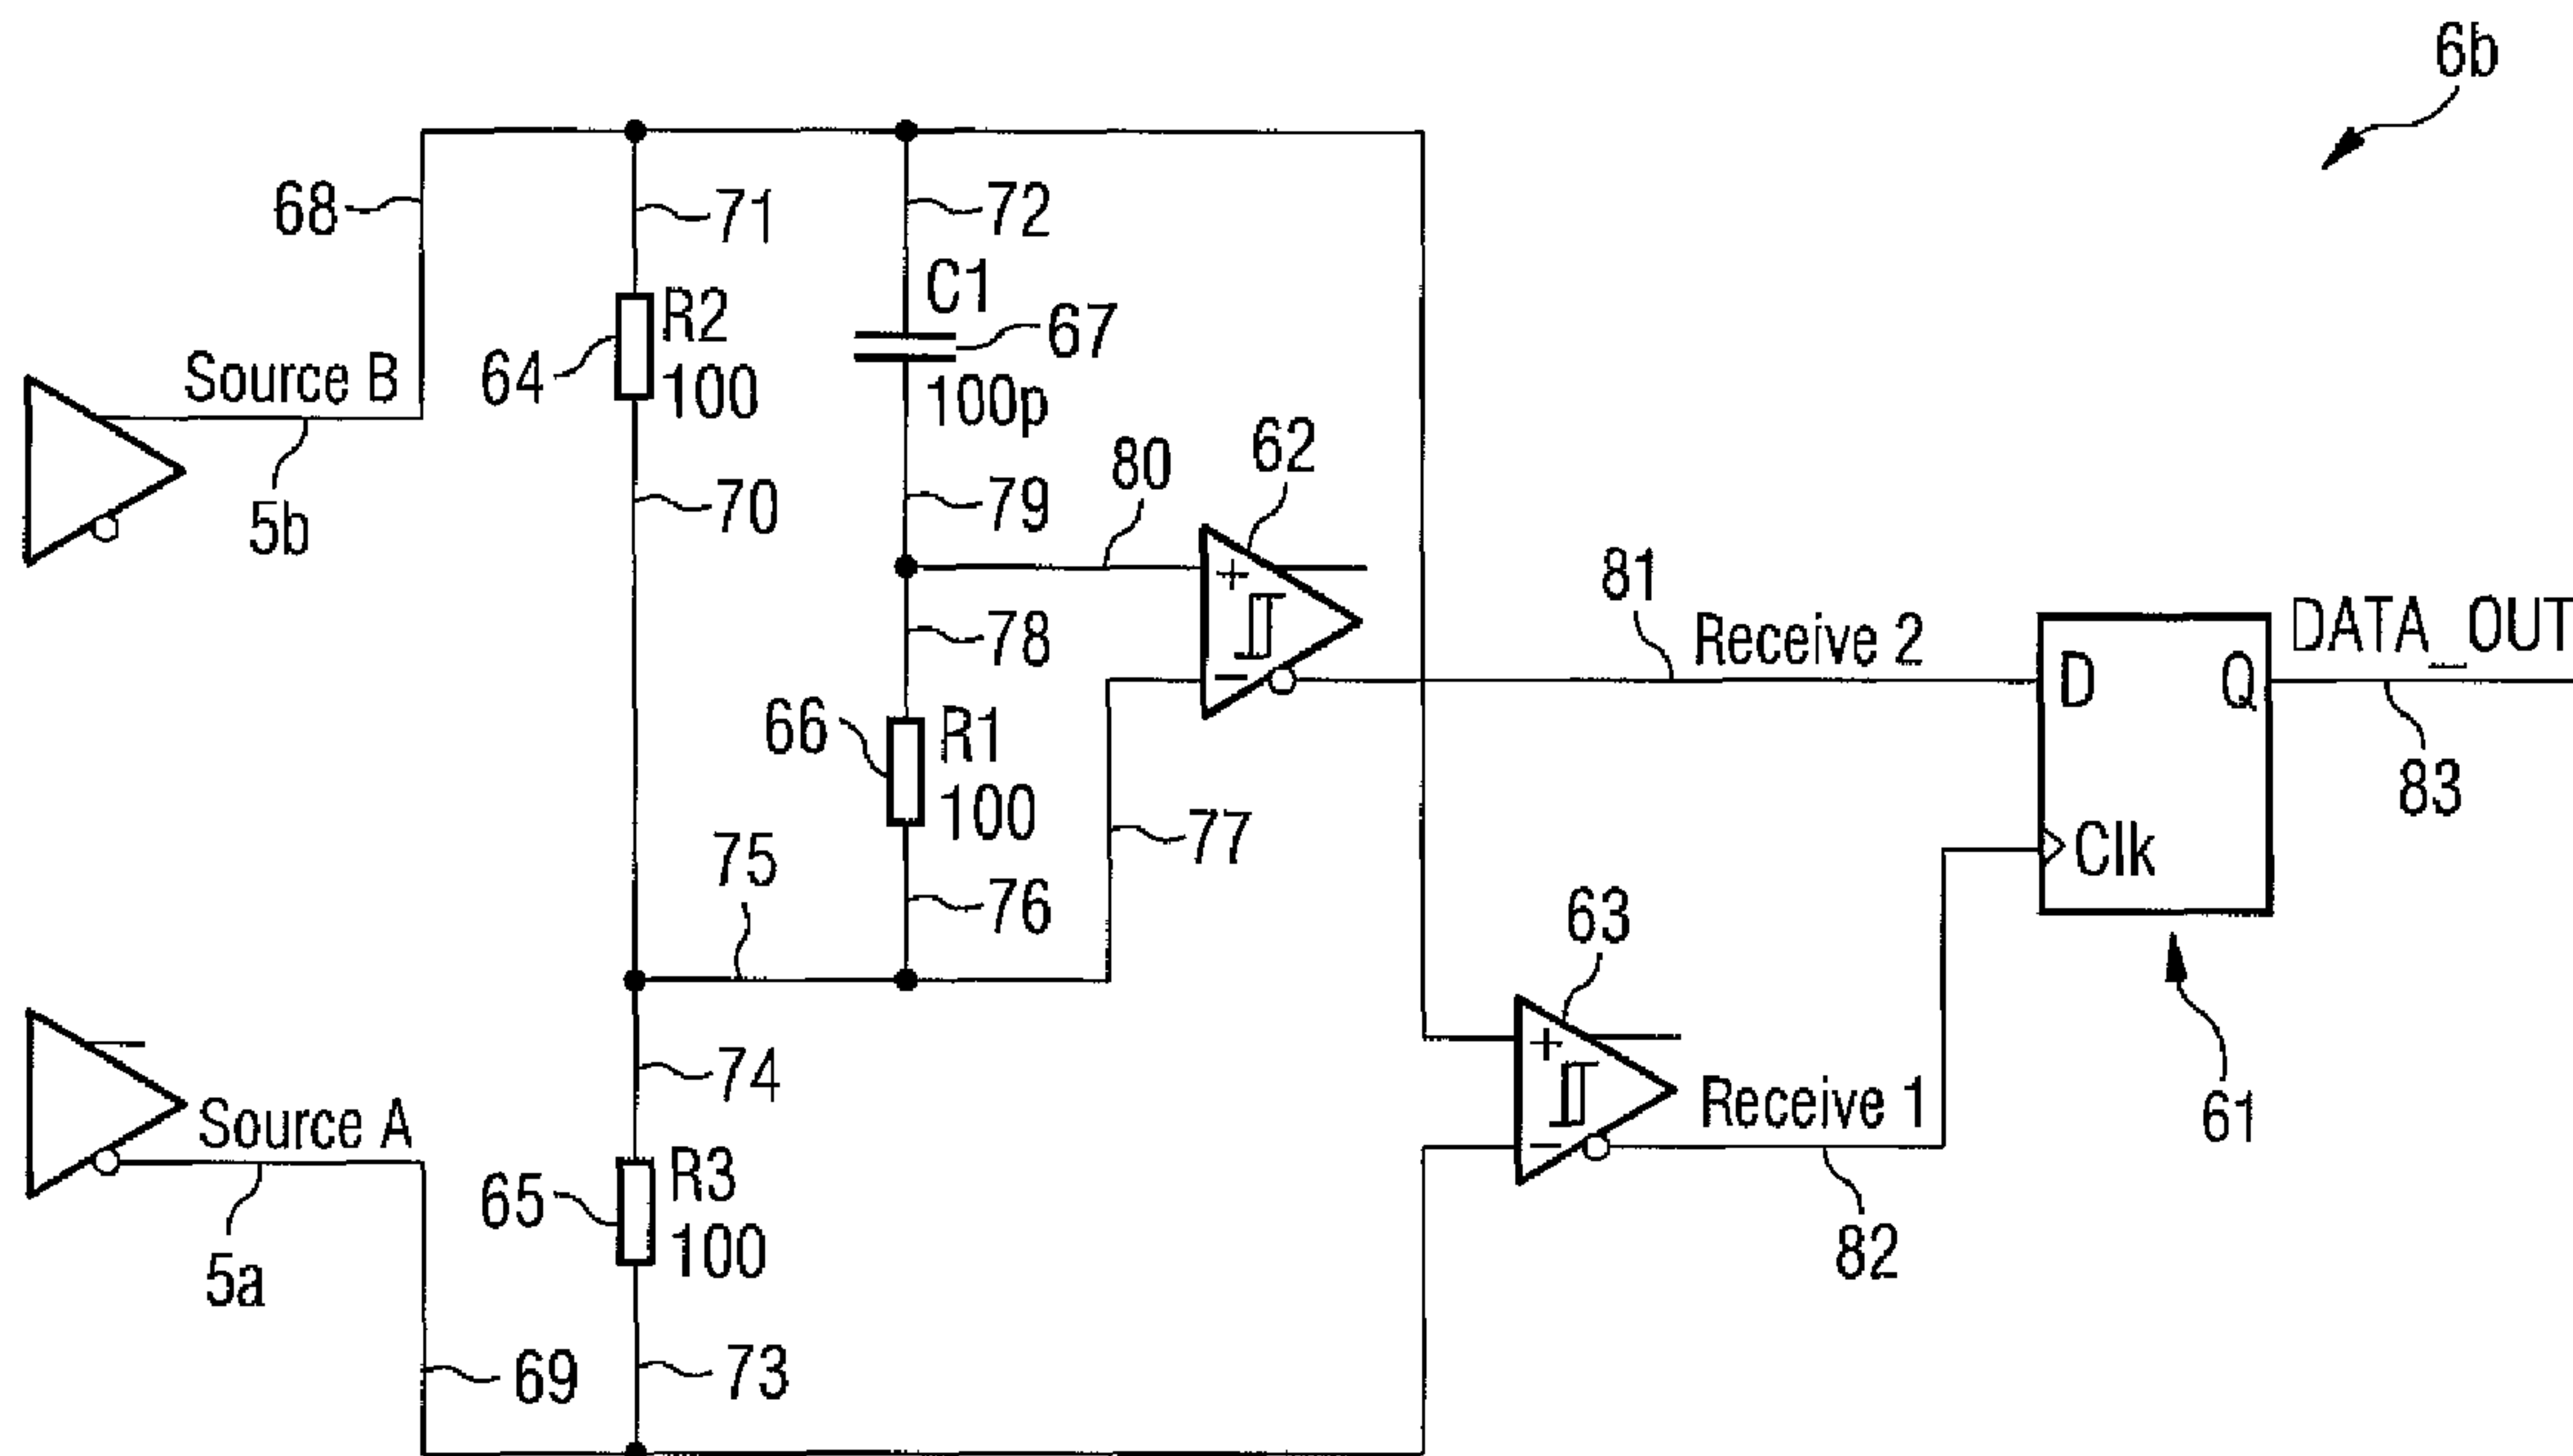 6b
68
71
72
C1
67
R2
64
100
Source B
100p
62
80
70
79
5b
+
81
Receive 2
DATA_OUT
78
−
D
Q
66
R1
100
77
83
75
Clk
76
63
+
74
Source A
Receive 1
61
−
R3
65
100
82
5a
69
73